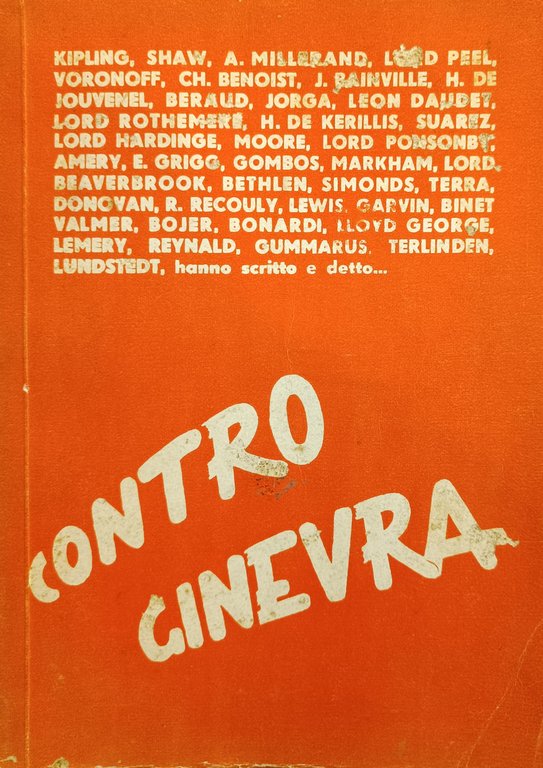 KIPLING, SHAW, A. MILLERAND, LORD PEEL,
VORONOFF, CH. BENOIST, J. BAINVILLE, H. DE
JOUVENEL, BERAUD, JORGA, LEON DAUDET,
LORD ROTHEMERE, H. DE KERILLIS, SUAREZ,
LORD HARDINGE, MOORE, LORD PONSONBY,
AMERY, E. GRIGG, GOMBOS, MARKHAM, LORD
BEAVERBROOK, BETHLEN, SIMONDS, TERRA,
DONOVAN, R. RECOULY, LEWIS, GARVIN, BINET
VALMER, BOJER, BONARDI, LLOYD GEORGE,
LEMERY, REYNALD, GUMMARUS, TERLINDEN,
LUNDSTEDT, hanno scritto e detto...
CONTRO
GINEVRA